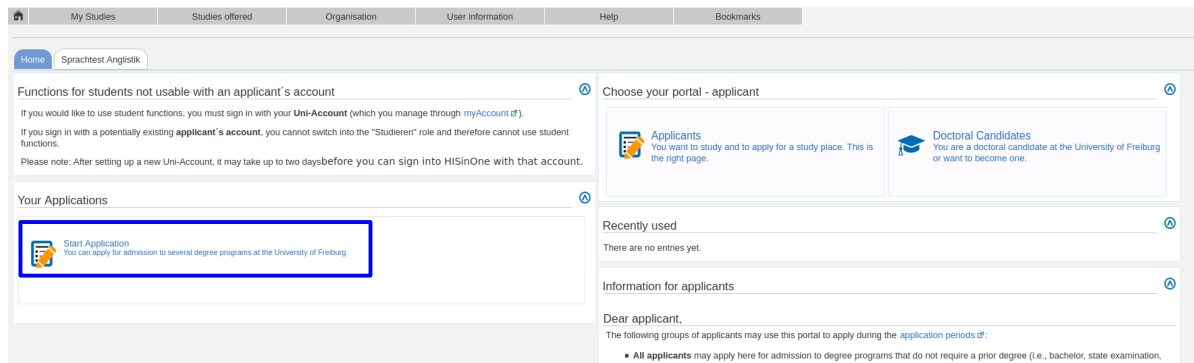 My Studies
Studies offered
Organisation
User information
Help
Bookmarks
Home
Sprachtest Anglistik
Functions for students not usable with an applicant´s account
If you would like to use student functions, you must sign in with your Uni-Account (which you manage through myAccount).
If you sign in with a potentially existing applicant´s account, you cannot switch into the "Studieren" role and therefore cannot use student
functions.
Please note: After setting up a new Uni-Account, it may take up to two daysbefore you can sign into HISinOne with that account.
Your Applications
Start Application
You can apply for admission to several degree programs at the University of Freiburg.
Choose your portal - applicant
Applicants
You want to study and to apply for a study place. This is
the right page.
Doctoral Candidates
You are a doctoral candidate at the University of Freiburg
or want to become one.
Recently used
There are no entries yet.
Information for applicants
Dear applicant,
The following groups of applicants may use this portal to apply during the application periods:
▪ All applicants may apply here for admission to degree programs that do not require a prior degree (i.e., bachelor, state examination,